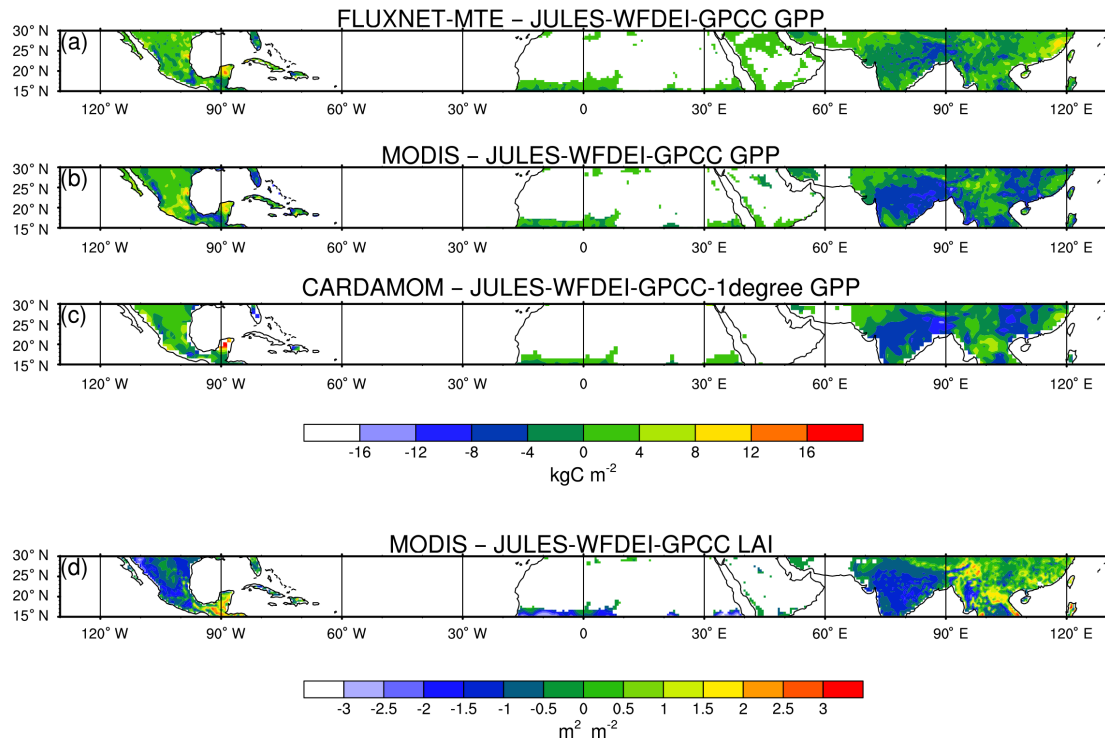 FLUXNET-MTE − JULES-WFDEI-GPCC GPP
(a)
30° N
25° N
20° N
15° N
120° W 90° W 60° W 30° W 0° 30° E 60° E 90° E 120° E
MODIS − JULES-WFDEI-GPCC GPP
(b)
30° N
25° N
20° N
15° N
120° W 90° W 60° W 30° W 0° 30° E 60° E 90° E 120° E
CARDAMOM − JULES-WFDEI-GPCC-1degree GPP
(c)
30° N
25° N
20° N
15° N
120° W 90° W 60° W 30° W 0° 30° E 60° E 90° E 120° E
-16 -12 -8 -4 0 4 8 12 16
kgC m⁻²
MODIS − JULES-WFDEI-GPCC LAI
(d)
30° N
25° N
20° N
15° N
120° W 90° W 60° W 30° W 0° 30° E 60° E 90° E 120° E
-3 -2.5 -2 -1.5 -1 -0.5 0 0.5 1 1.5 2 2.5 3
m² m⁻²